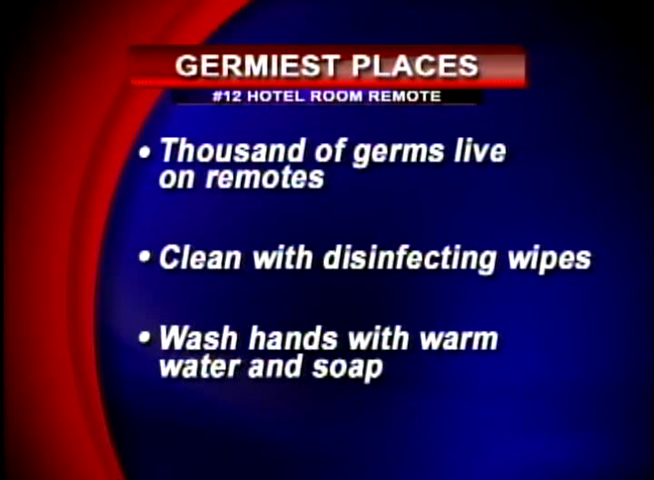 GERMIEST PLACES
#12 HOTEL ROOM REMOTE
• Thousand of germs live
on remotes
• Clean with disinfecting wipes
• Wash hands with warm
water and soap